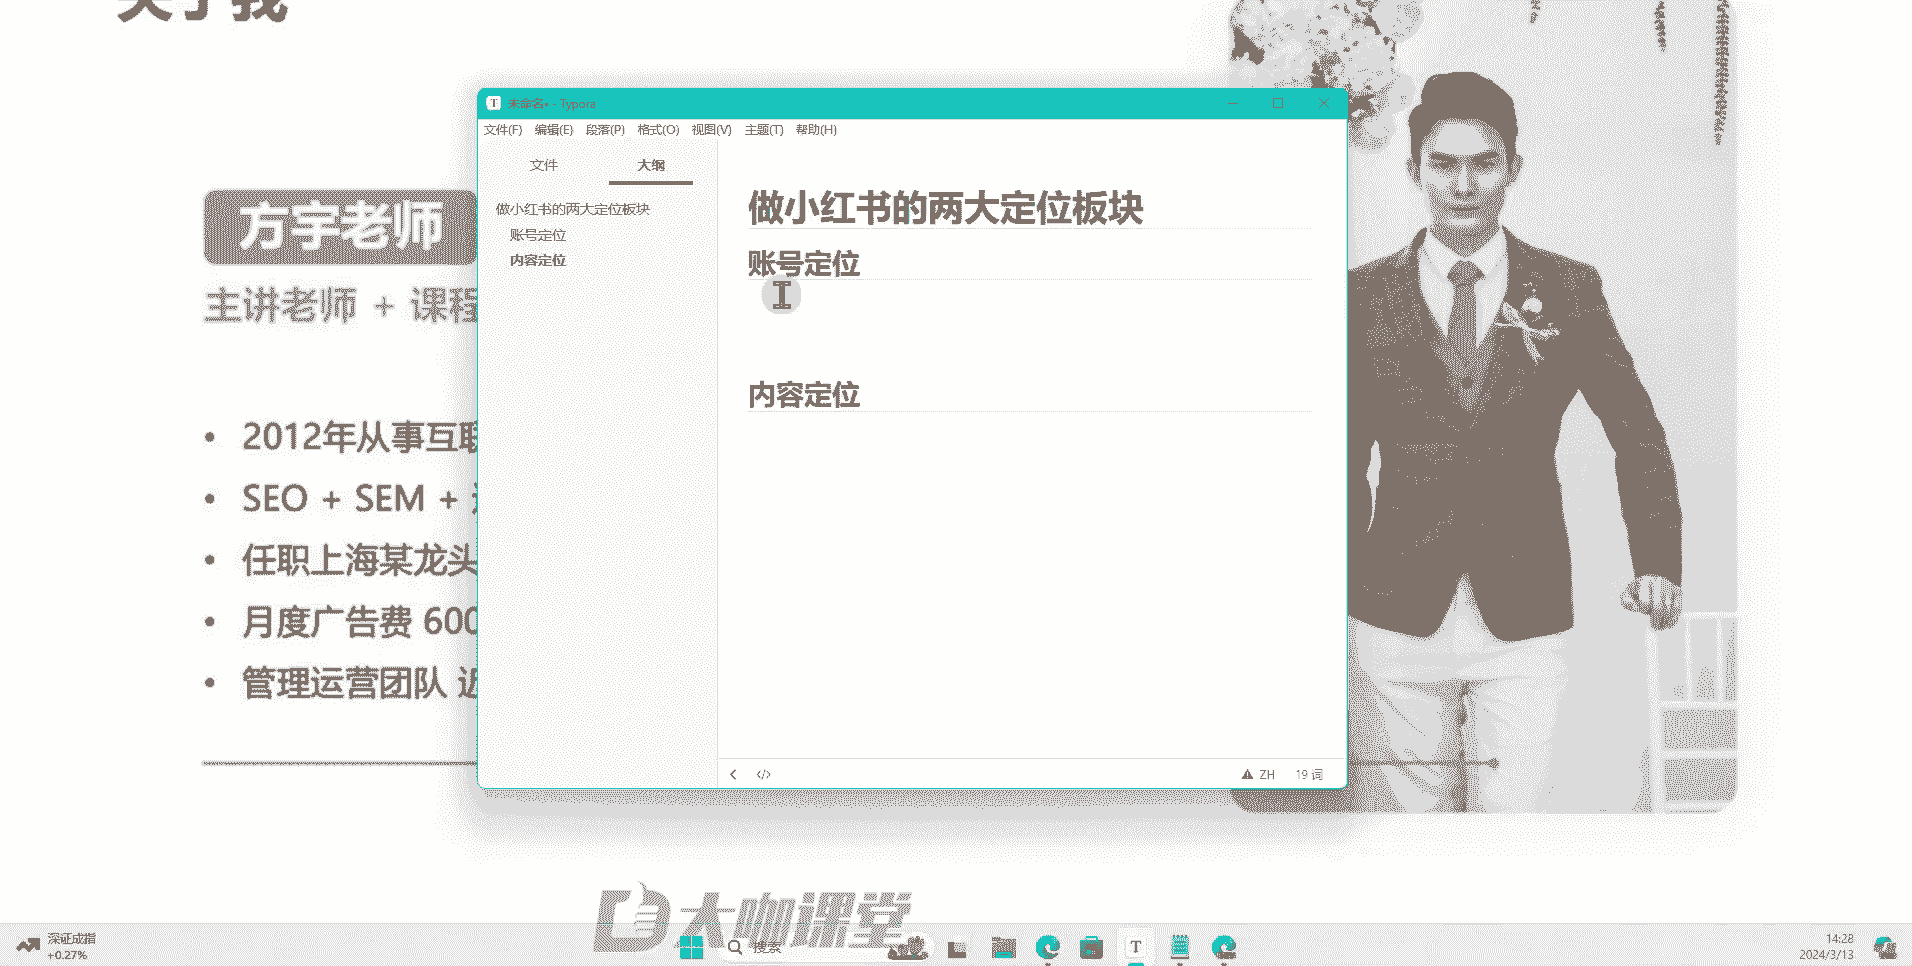 关于我
方宇老师
主讲老师 + 课程
2012年从事互联
SEO + SEM +
任职上海某龙头
月度广告费 600
管理运营团队 近
未命名• - Typora
文件(F) 编辑(E) 段落(P) 格式(O) 视图(V) 主题(T) 帮助(H)
文件 大纲
做小红书的两大定位板块
账号定位
内容定位
做小红书的两大定位板块
账号定位
内容定位
ZH 19 词
大咖课堂
深证成指
+0.27%
搜索
14:28
2024/3/13